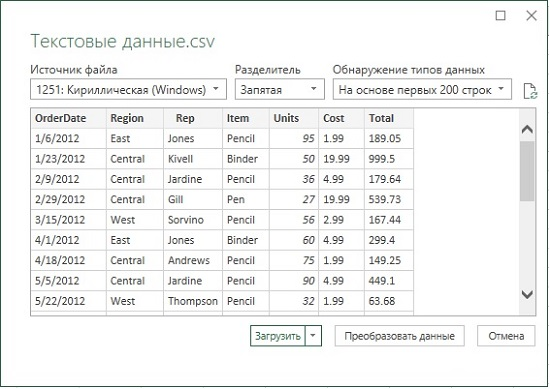 Текстовые данные.csv
Источник файла Разделитель Обнаружение типов данных
1251: Кириллическая (Windows) Запятая На основе первых 200 строк
OrderDate Region Rep Item Units Cost Total
1/6/2012 East Jones Pencil 95 1.99 189.05
1/23/2012 Central Kivell Binder 50 19.99 999.5
2/9/2012 Central Jardine Pencil 36 4.99 179.64
2/29/2012 Central Gill Pen 27 19.99 539.73
3/15/2012 West Sorvino Pencil 56 2.99 167.44
4/1/2012 East Jones Binder 60 4.99 299.4
4/18/2012 Central Andrews Pencil 75 1.99 149.25
5/5/2012 Central Jardine Pencil 90 4.99 449.1
5/22/2012 West Thompson Pencil 32 1.99 63.68
Загрузить Преобразовать данные Отмена